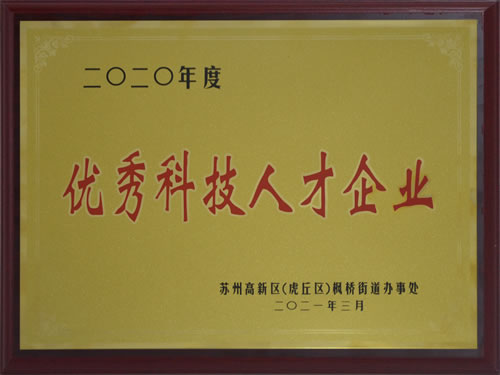 二〇二〇年度
优秀科技人才企业
苏州高新区(虎丘区)枫桥街道办事处
二〇二一年三月